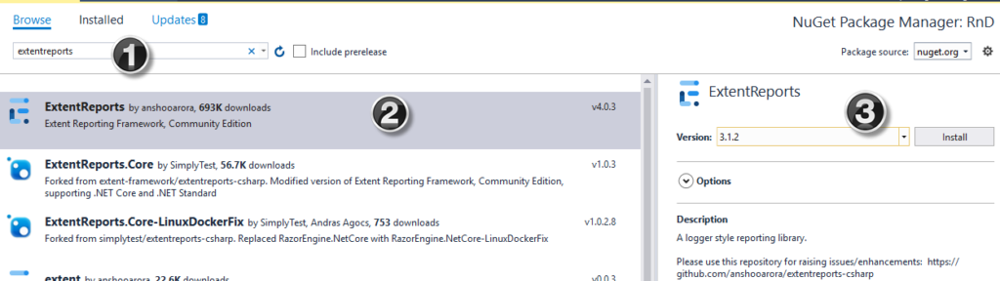 Browse Installed Updates 8 NuGet Package Manager: RnD
extentreports 1 Include prerelease Package source: nuget.org
ExtentReports by anshooarora, 693K downloads 2 v4.0.3
Extent Reporting Framework, Community Edition
ExtentReports.Core by SimplyTest, 56.7K downloads v1.0.3
Forked from extent-framework/extentreports-csharp. Modified version of Extent Reporting Framework, Community Edition,
supporting .NET Core and .NET Standard
ExtentReports.Core-LinuxDockerFix by SimplyTest, Andras Agocs, 753 downloads v1.0.2.8
Forked from simplytest/extentreports-csharp. Replaced RazorEngine.NetCore with RazorEngine.NetCore-LinuxDockerFix
extent by anshooarora, 22.6K downloads v0.0.3
ExtentReports 3
Version: 3.1.2 Install
Options
Description
A logger style reporting library.
Please use this repository for raising issues/enhancements: https://
github.com/anshooarora/extentreports-csharp